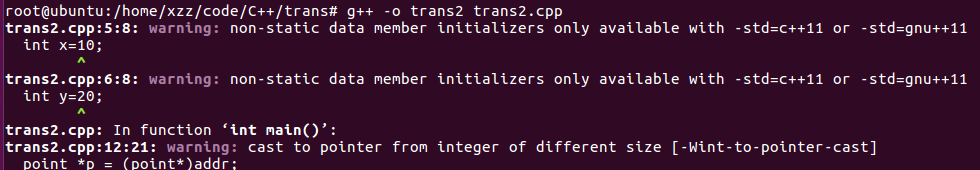 root@ubuntu:/home/xzz/code/C++/trans# g++ -o trans2 trans2.cpp
trans2.cpp:5:8: warning: non-static data member initializers only available with -std=c++11 or -std=gnu++11
  int x=10;
        ^
trans2.cpp:6:8: warning: non-static data member initializers only available with -std=c++11 or -std=gnu++11
  int y=20;
        ^
trans2.cpp: In function ‘int main()’:
trans2.cpp:12:21: warning: cast to pointer from integer of different size [-Wint-to-pointer-cast]
  point *p = (point*)addr;